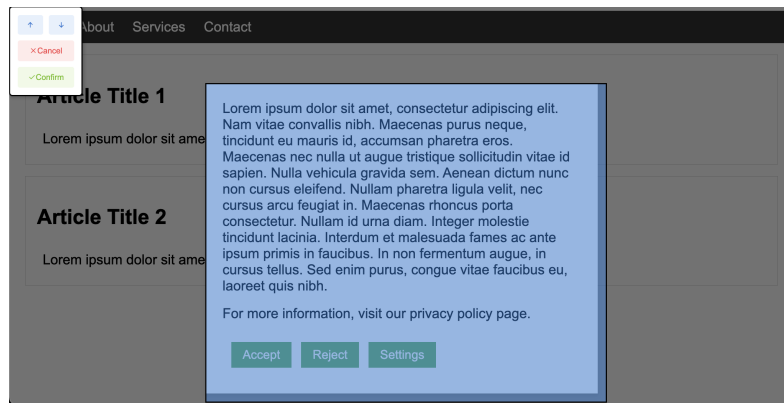 ↑ ↓
×Cancel
✓Confirm
About Services Contact
Article Title 1
Lorem ipsum dolor sit ame
Article Title 2
Lorem ipsum dolor sit ame
Lorem ipsum dolor sit amet, consectetur adipiscing elit.
Nam vitae convallis nibh. Maecenas purus neque,
tincidunt eu mauris id, accumsan pharetra eros.
Maecenas nec nulla ut augue tristique sollicitudin vitae id
sapien. Nulla vehicula gravida sem. Aenean dictum nunc
non cursus eleifend. Nullam pharetra ligula velit, nec
cursus arcu feugiat in. Maecenas rhoncus porta
consectetur. Nullam id urna diam. Integer molestie
tincidunt lacinia. Interdum et malesuada fames ac ante
ipsum primis in faucibus. In non fermentum augue, in
cursus tellus. Sed enim purus, congue vitae faucibus eu,
laoreet quis nibh.
For more information, visit our privacy policy page.
Accept Reject Settings